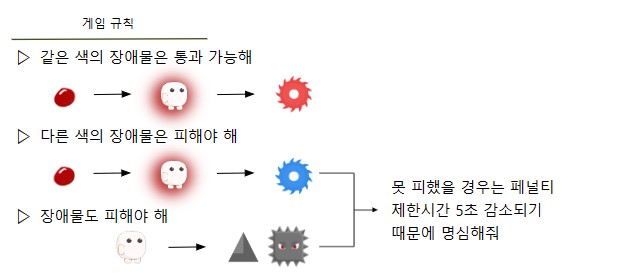 게임 규칙
▷ 같은 색의 장애물은 통과 가능해
▷ 다른 색의 장애물은 피해야 해
▷ 장애물도 피해야 해
못 피했을 경우는 페널티
제한시간 5초 감소되기
때문에 명심해줘